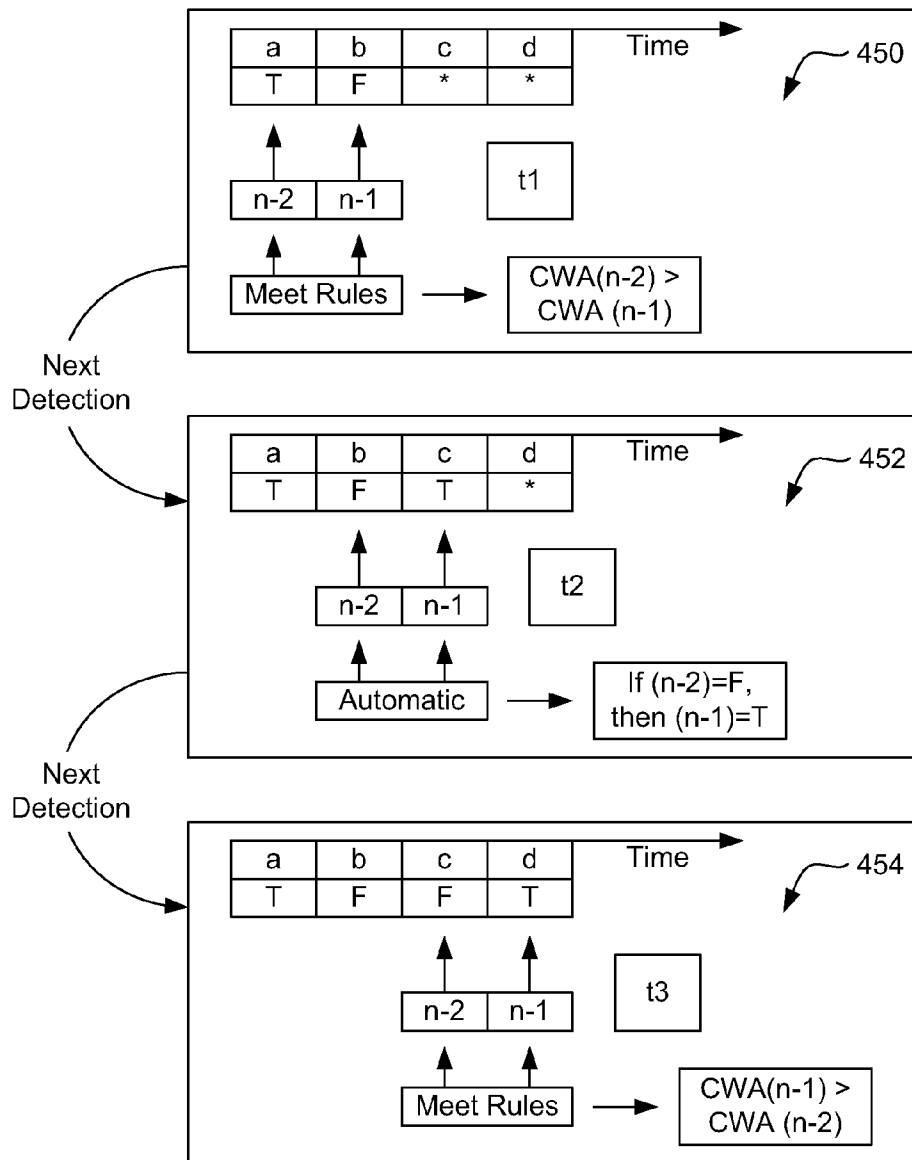 a b c d Time
T F * *
450
n-2 n-1
t1
Meet Rules
CWA(n-2) >
CWA (n-1)
Next
Detection
a b c d Time
T F T *
452
n-2 n-1
t2
Automatic
If (n-2)=F,
then (n-1)=T
Next
Detection
a b c d Time
T F F T
454
n-2 n-1
t3
Meet Rules
CWA(n-1) >
CWA (n-2)